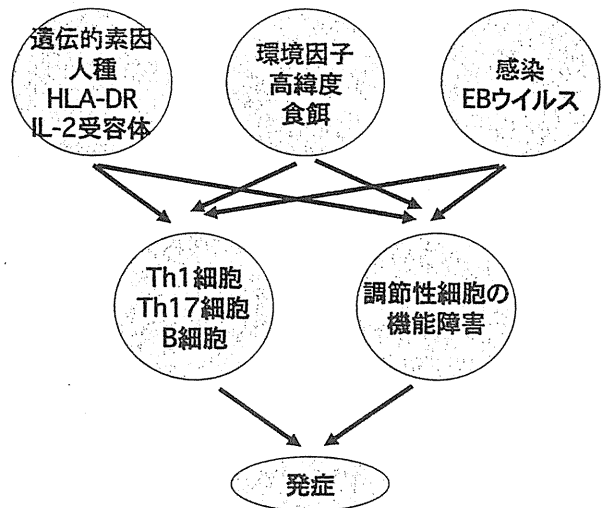 遺伝的素因
人種
HLA-DR
IL-2受容体
環境因子
高緯度
食餌
感染
EBウイルス
Th1細胞
Th17細胞
B細胞
調節性細胞の
機能障害
発症